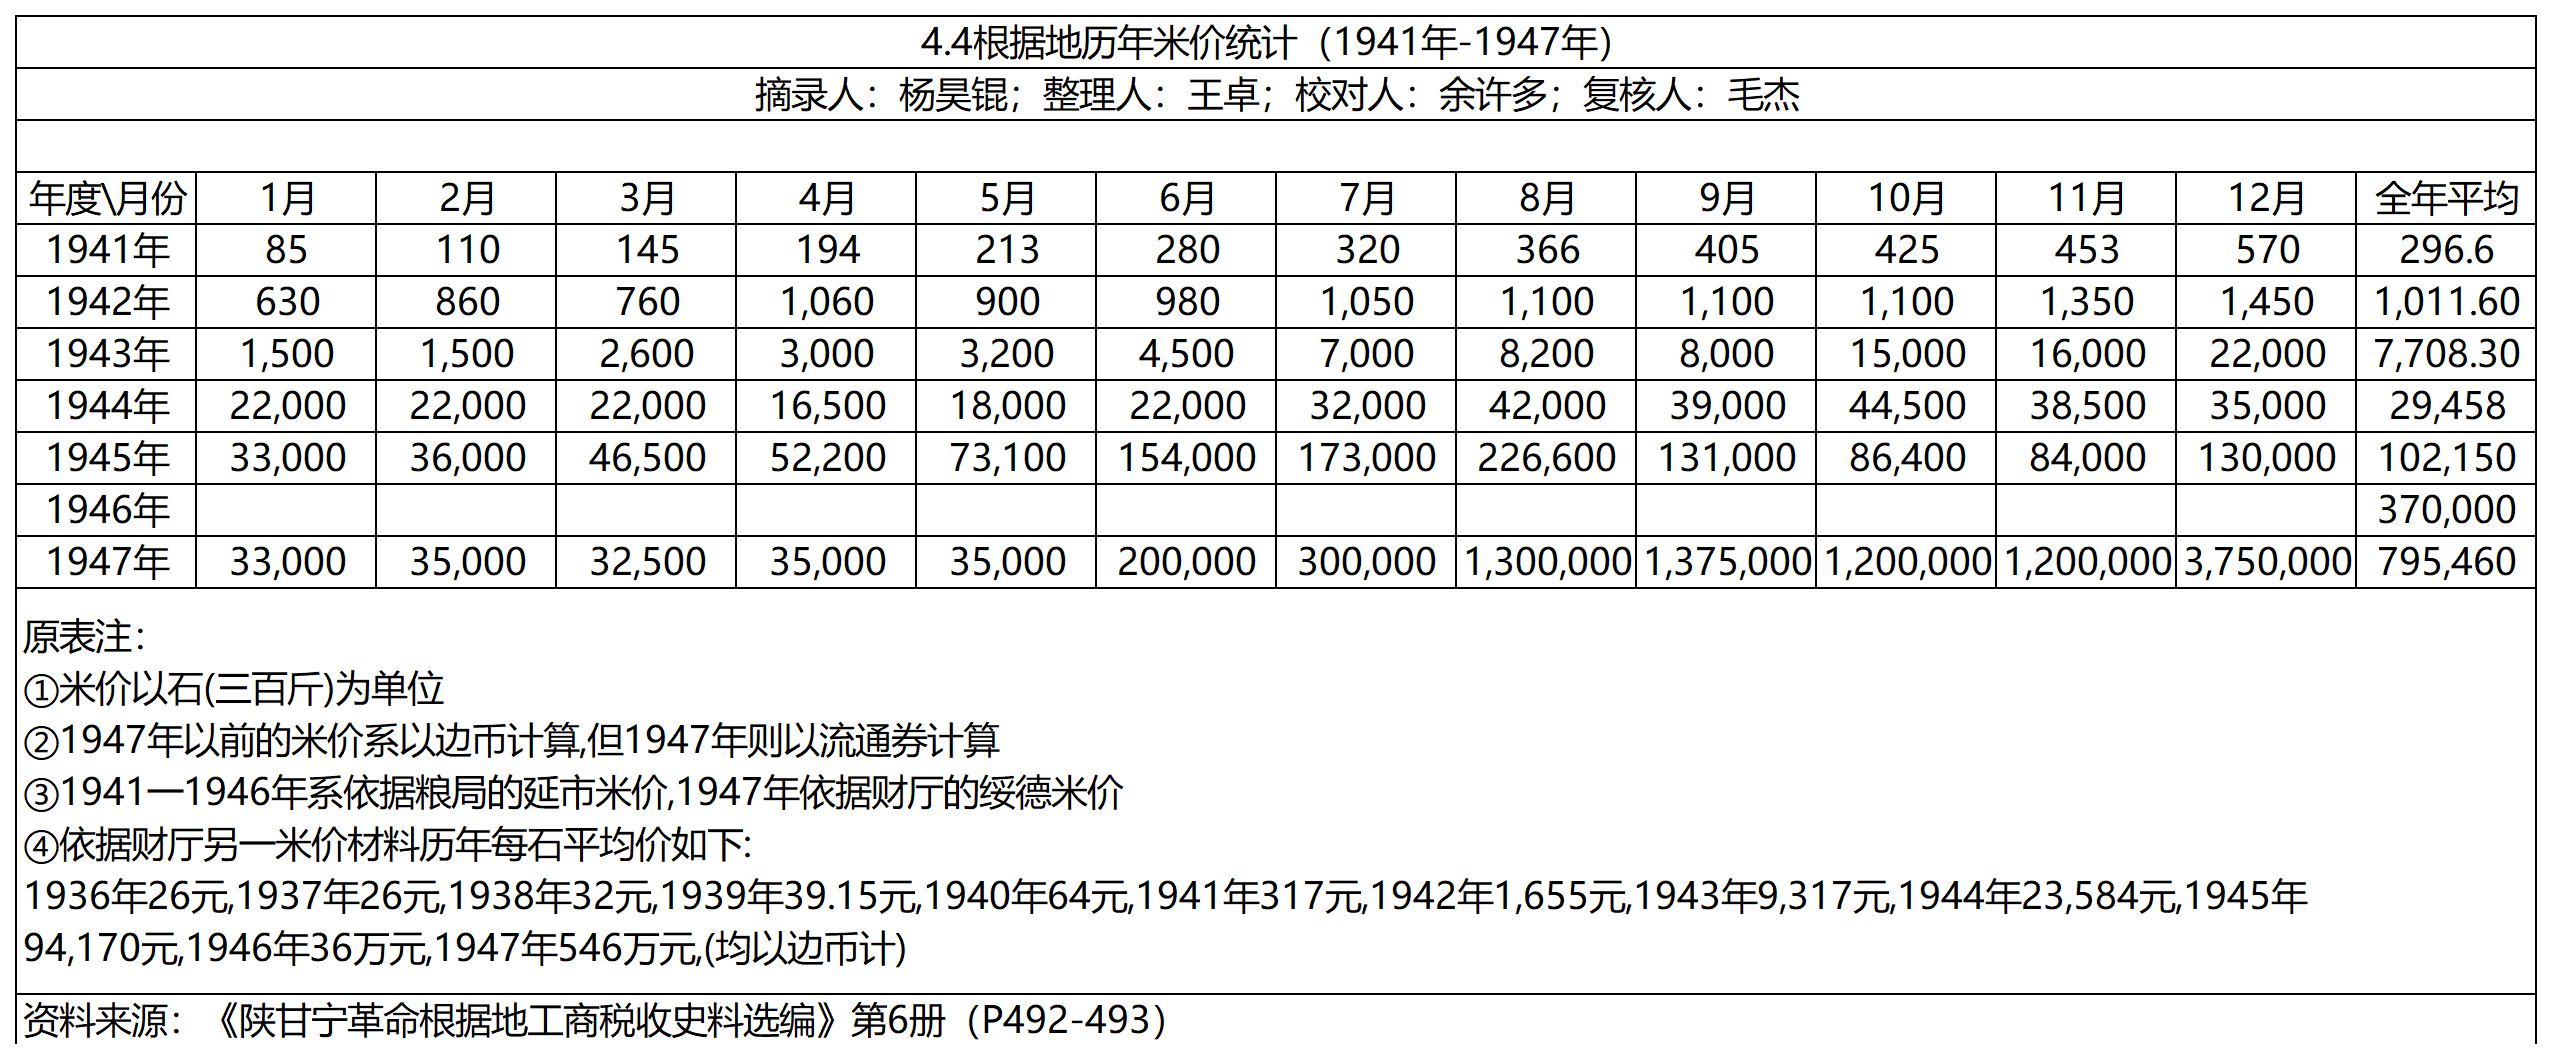 4.4根据地历年米价统计（1941年-1947年）
摘录人：杨昊锟；整理人：王卓；校对人：余许多；复核人：毛杰
年度\月份 1月 2月 3月 4月 5月 6月 7月 8月 9月 10月 11月 12月 全年平均
1941年 85 110 145 194 213 280 320 366 405 425 453 570 296.6
1942年 630 860 760 1,060 900 980 1,050 1,100 1,100 1,100 1,350 1,450 1,011.60
1943年 1,500 1,500 2,600 3,000 3,200 4,500 7,000 8,200 8,000 15,000 16,000 22,000 7,708.30
1944年 22,000 22,000 22,000 16,500 18,000 22,000 32,000 42,000 39,000 44,500 38,500 35,000 29,458
1945年 33,000 36,000 46,500 52,200 73,100 154,000 173,000 226,600 131,000 86,400 84,000 130,000 102,150
1946年 370,000
1947年 33,000 35,000 32,500 35,000 35,000 200,000 300,000 1,300,000 1,375,000 1,200,000 1,200,000 3,750,000 795,460
原表注：
①米价以石(三百斤)为单位
②1947年以前的米价系以边币计算,但1947年则以流通券计算
③1941一1946年系依据粮局的延市米价,1947年依据财厅的绥德米价
④依据财厅另一米价材料历年每石平均价如下:
1936年26元,1937年26元,1938年32元,1939年39.15元,1940年64元,1941年317元,1942年1,655元,1943年9,317元,1944年23,584元,1945年
94,170元,1946年36万元,1947年546万元,(均以边币计)
资料来源：《陕甘宁革命根据地工商税收史料选编》第6册（P492-493）